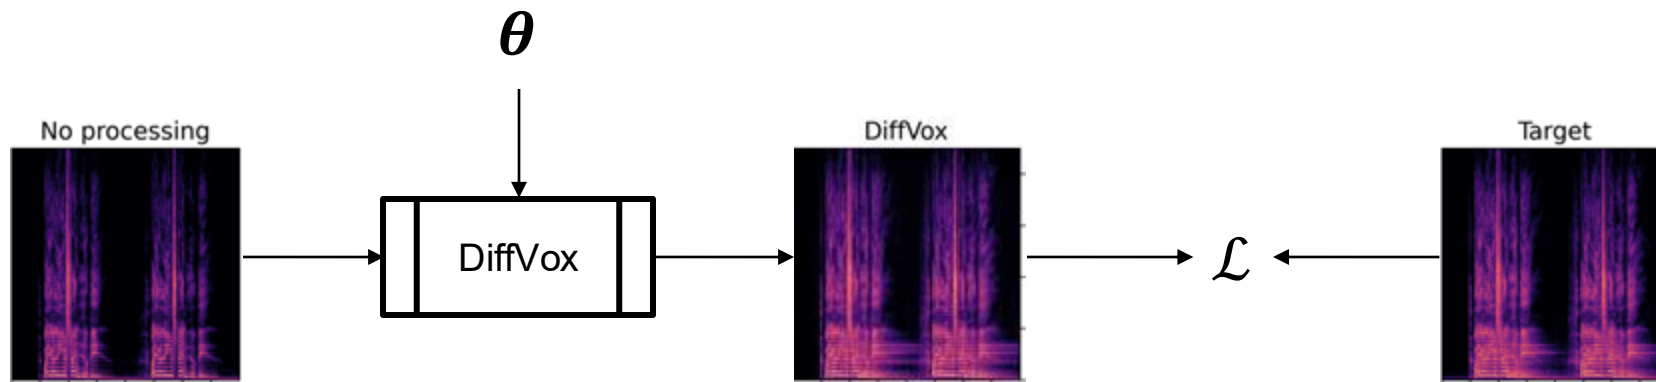 θ
No processing
DiffVox
DiffVox
Target
ℒ